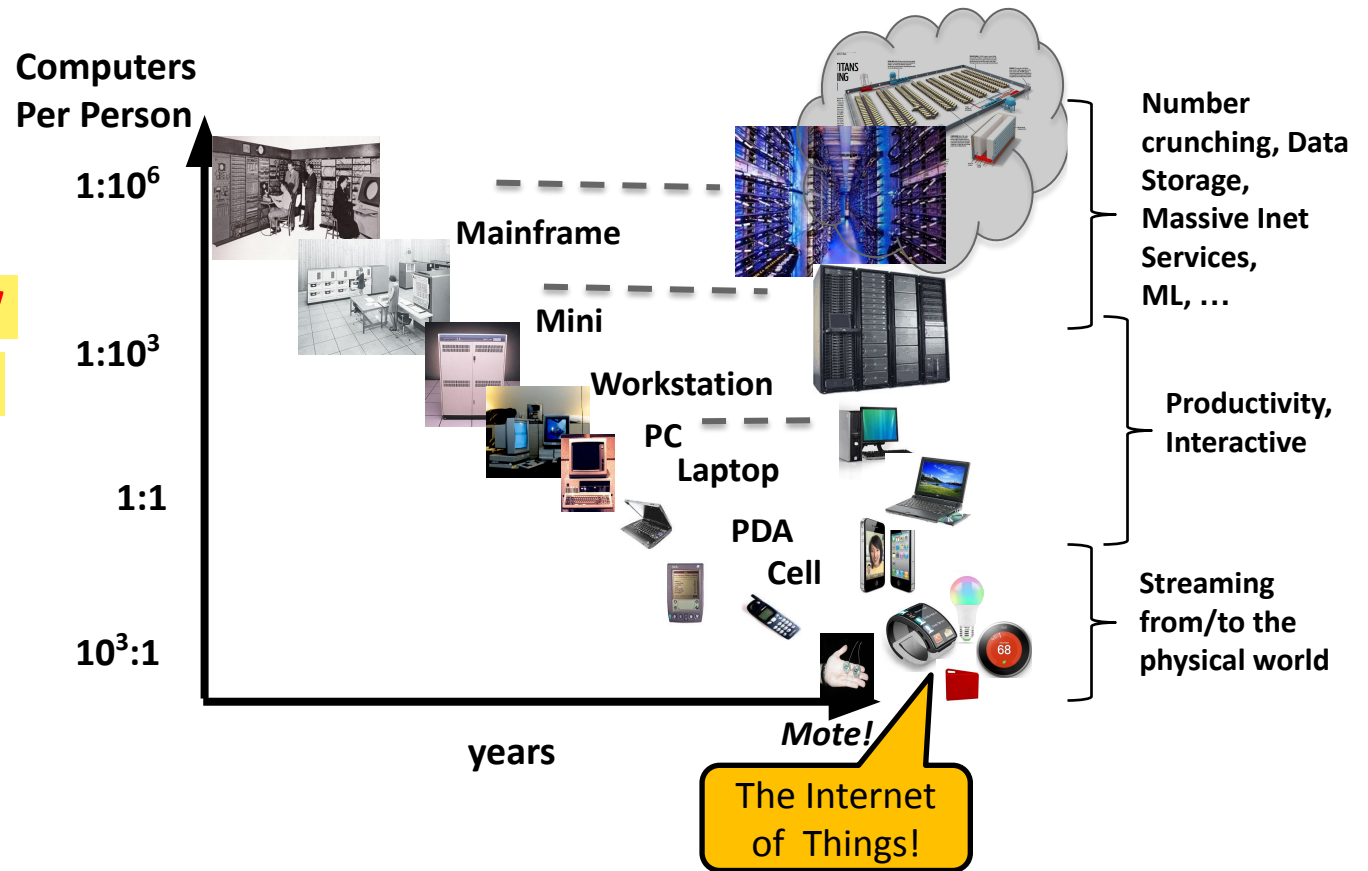 Computers
Per Person
TITANS
ING
1:10⁶
Mainframe
Mini
1:10³
Workstation
PC
Laptop
1:1
PDA
Cell
10³:1
68
Mote!
years
The Internet
of Things!
Number
crunching, Data
Storage,
Massive Inet
Services,
ML, …
Productivity,
Interactive
Streaming
from/to the
physical world